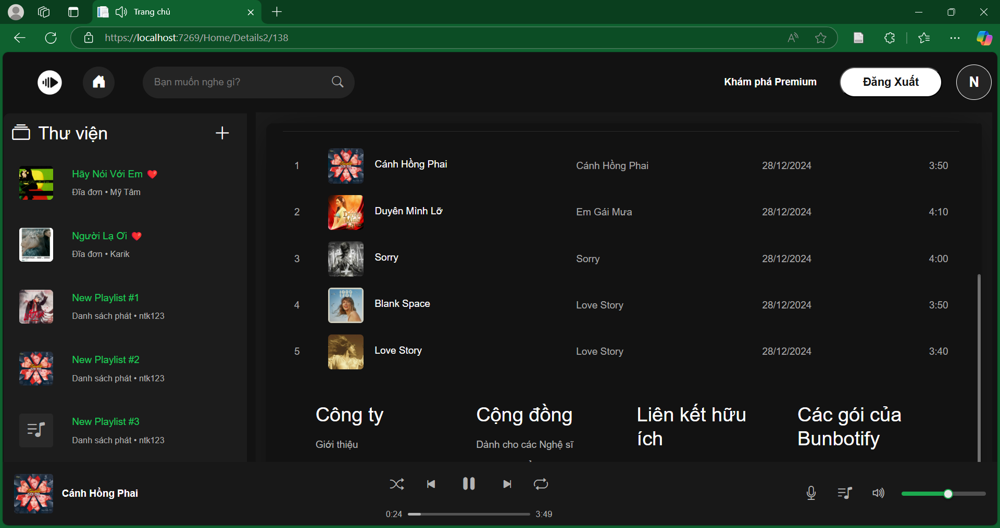 Trang chủ
https://localhost:7269/Home/Details2/138
Bạn muốn nghe gì?
Khám phá Premium
Đăng Xuất
N
Thư viện
Hãy Nói Với Em ❤️
Đĩa đơn • Mỹ Tâm
Người Lạ Ơi ❤️
Đĩa đơn • Karik
New Playlist #1
Danh sách phát • ntk123
New Playlist #2
Danh sách phát • ntk123
New Playlist #3
Danh sách phát • ntk123
1 Cánh Hồng Phai Cánh Hồng Phai 28/12/2024 3:50
2 Duyên Mình Lỡ Em Gái Mưa 28/12/2024 4:10
3 Sorry Sorry 28/12/2024 4:00
4 Blank Space Love Story 28/12/2024 3:50
5 Love Story Love Story 28/12/2024 3:40
Công ty
Giới thiệu
Cộng đồng
Dành cho các Nghệ sĩ
Liên kết hữu
ích
Các gói của
Bunbotify
Cánh Hồng Phai
0:24 3:49